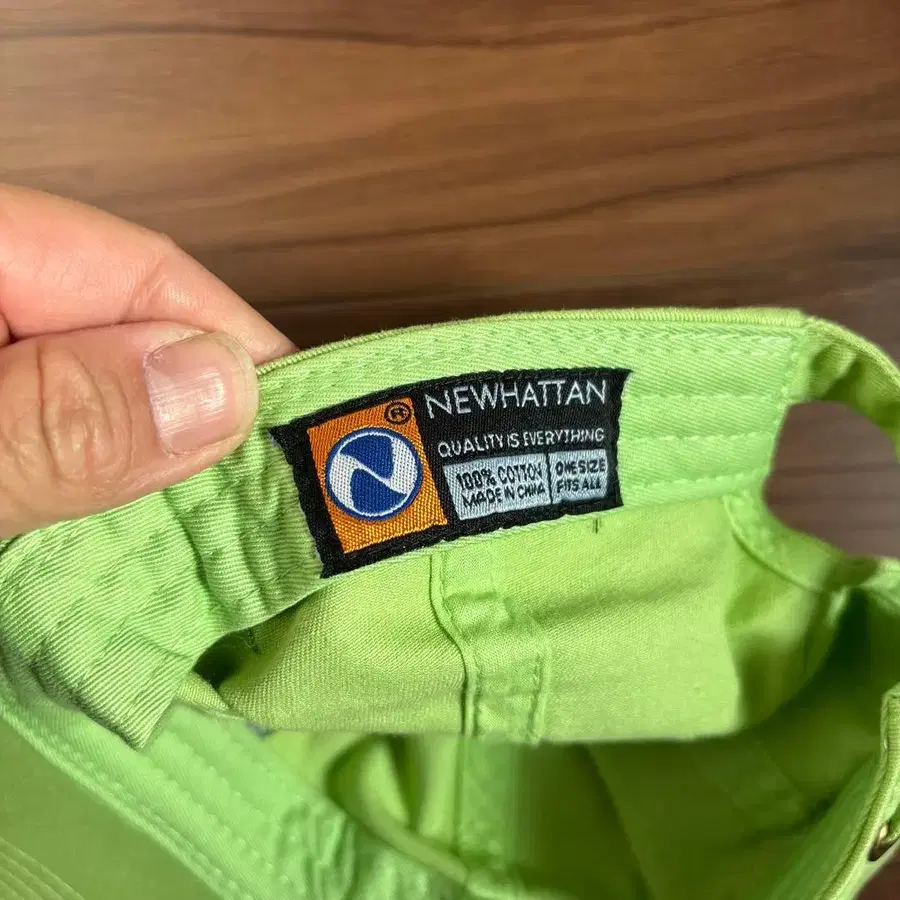 ®
NEWHATTAN
QUALITY IS EVERYTHING
100% COTTON
MADE IN CHINA
ONE SIZE
FITS ALL